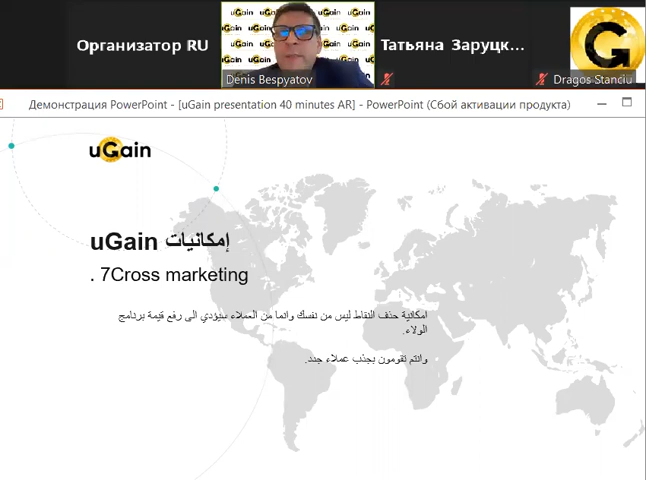 Организатор RU
uGain
Denis Bespyatov
Татьяна Заруцк...
G
Dragos Stanciu
Демонстрация PowerPoint - [uGain presentation 40 minutes AR] - PowerPoint (Сбой активации продукта)
uGain
إمكانيات uGain
. 7Cross marketing
امكانية حذف النقاط ليس من نفسك وانما من العملاء سيؤدي الى رفع قيمة برنامج
الولاء.
وانتم تقومون بجذب عملاء جدد.